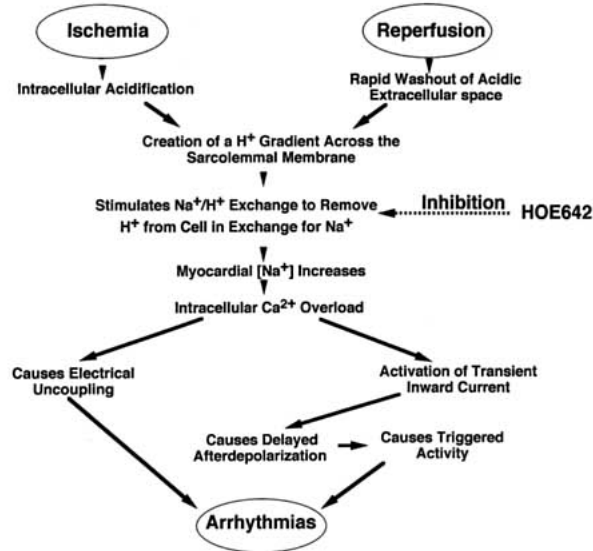 Ischemia
Reperfusion
Intracellular Acidification
Rapid Washout of Acidic
Extracellular space
Creation of a H+ Gradient Across the
Sarcolemmal Membrane
Stimulates Na+/H+ Exchange to Remove
H+ from Cell in Exchange for Na+
Inhibition
HOE642
Myocardial [Na+] Increases
Intracellular Ca2+ Overload
Causes Electrical
Uncoupling
Activation of Transient
Inward Current
Causes Delayed
Afterdepolarization
Causes Triggered
Activity
Arrhythmias